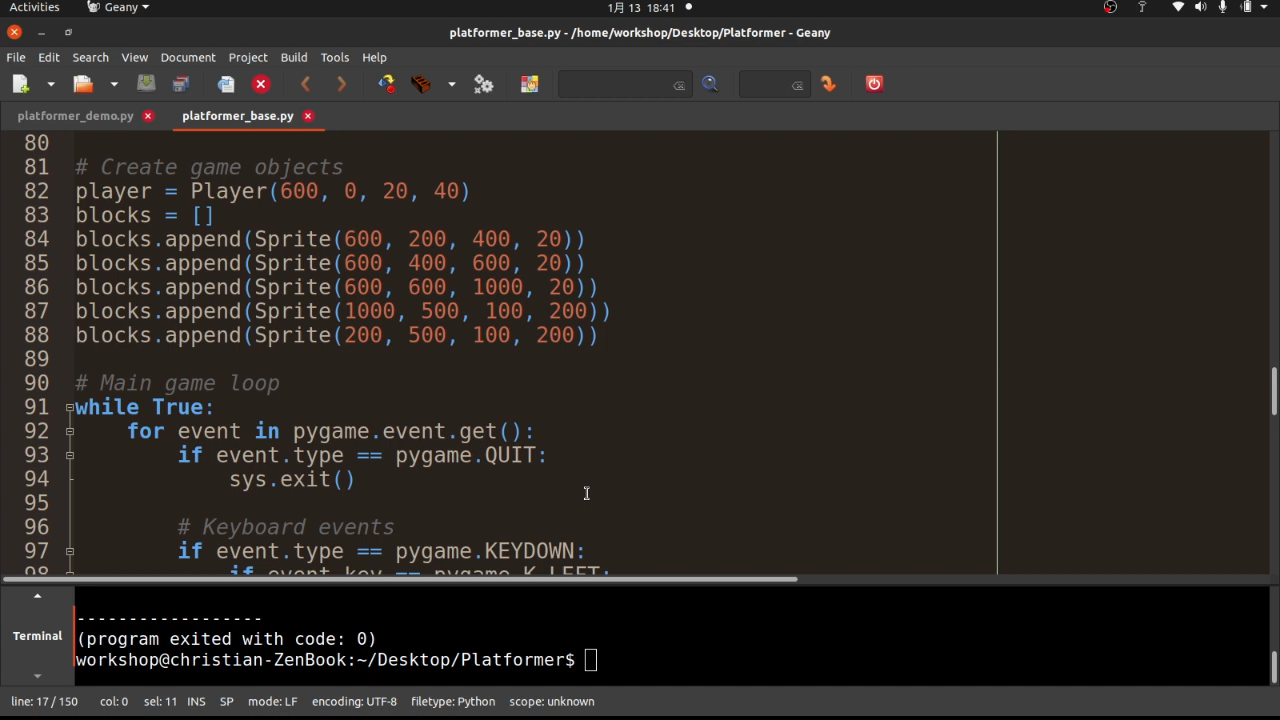 Activities Geany 1月 13 18:41
platformer_base.py - /home/workshop/Desktop/Platformer - Geany
File Edit Search View Document Project Build Tools Help
platformer_demo.py platformer_base.py
80
81 # Create game objects
82 player = Player(600, 0, 20, 40)
83 blocks = []
84 blocks.append(Sprite(600, 200, 400, 20))
85 blocks.append(Sprite(600, 400, 600, 20))
86 blocks.append(Sprite(600, 600, 1000, 20))
87 blocks.append(Sprite(1000, 500, 100, 200))
88 blocks.append(Sprite(200, 500, 100, 200))
89
90 # Main game loop
91 while True:
92 for event in pygame.event.get():
93 if event.type == pygame.QUIT:
94 sys.exit()
95
96 # Keyboard events
97 if event.type == pygame.KEYDOWN:
98 if event.key == pygame.K_LEFT:
------------------
Terminal (program exited with code: 0)
workshop@christian-ZenBook:~/Desktop/Platformer$
line: 17 / 150 col: 0 sel: 11 INS SP mode: LF encoding: UTF-8 filetype: Python scope: unknown